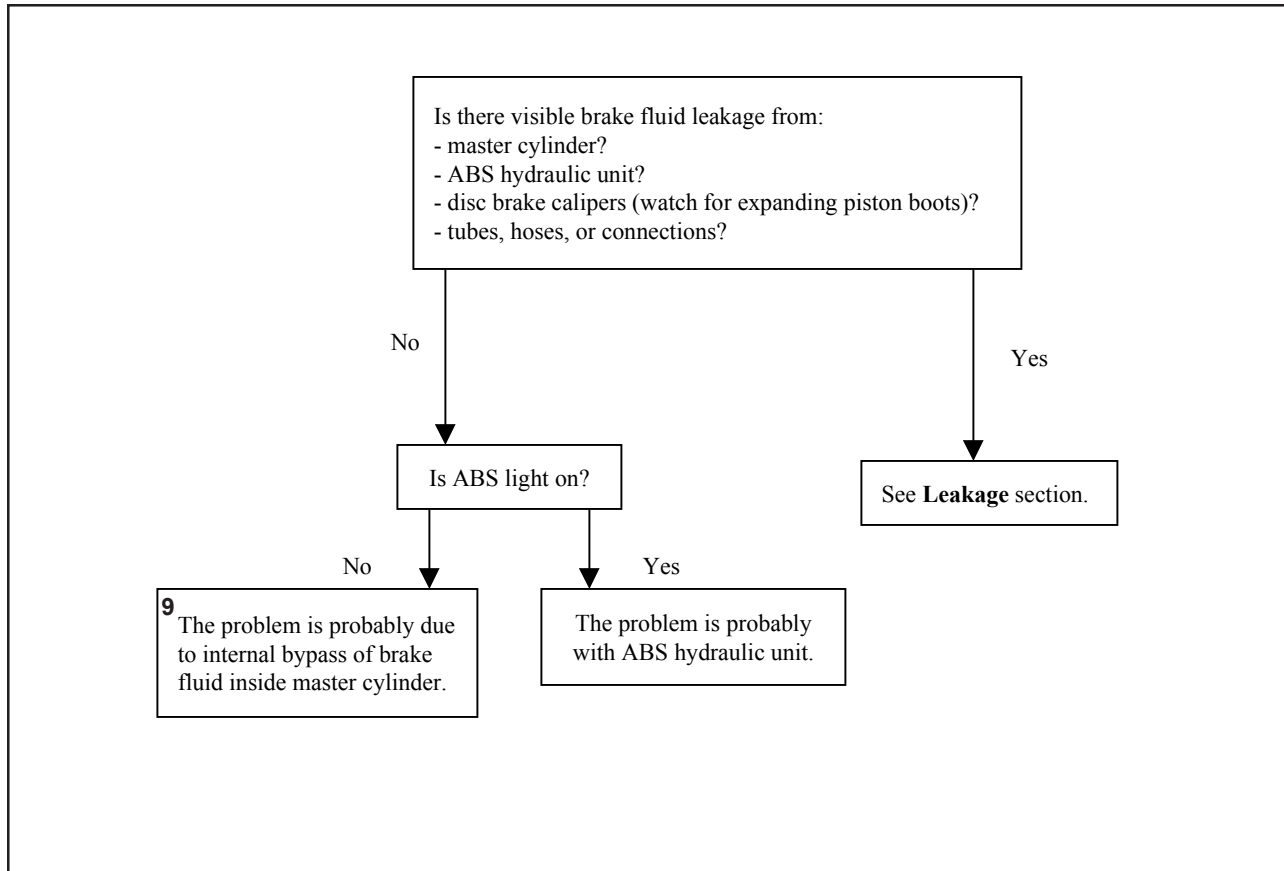 Is there visible brake fluid leakage from:
- master cylinder?
- ABS hydraulic unit?
- disc brake calipers (watch for expanding piston boots)?
- tubes, hoses, or connections?
No
Yes
Is ABS light on?
See Leakage section.
No
Yes
9
The problem is probably due
to internal bypass of brake
fluid inside master cylinder.
The problem is probably
with ABS hydraulic unit.